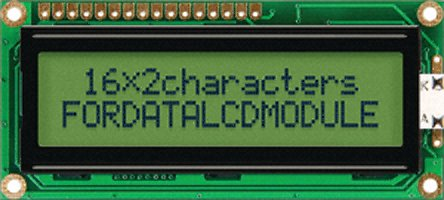 16×2characters
FORDATALCDMODULE
K
A